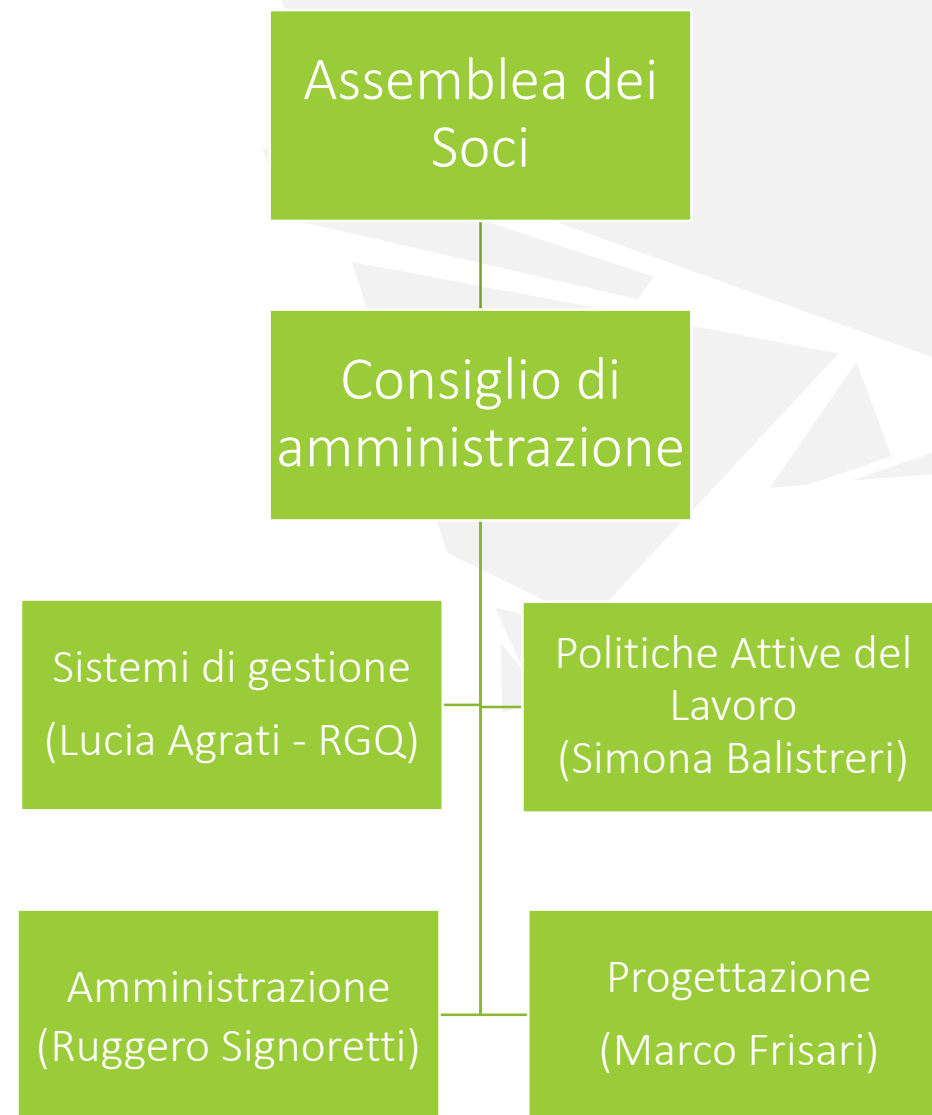 Assemblea dei
Soci
Consiglio di
amministrazione
Sistemi di gestione
(Lucia Agrati - RGQ)
Politiche Attive del
Lavoro
(Simona Balistreri)
Amministrazione
(Ruggero Signoretti)
Progettazione
(Marco Frisari)